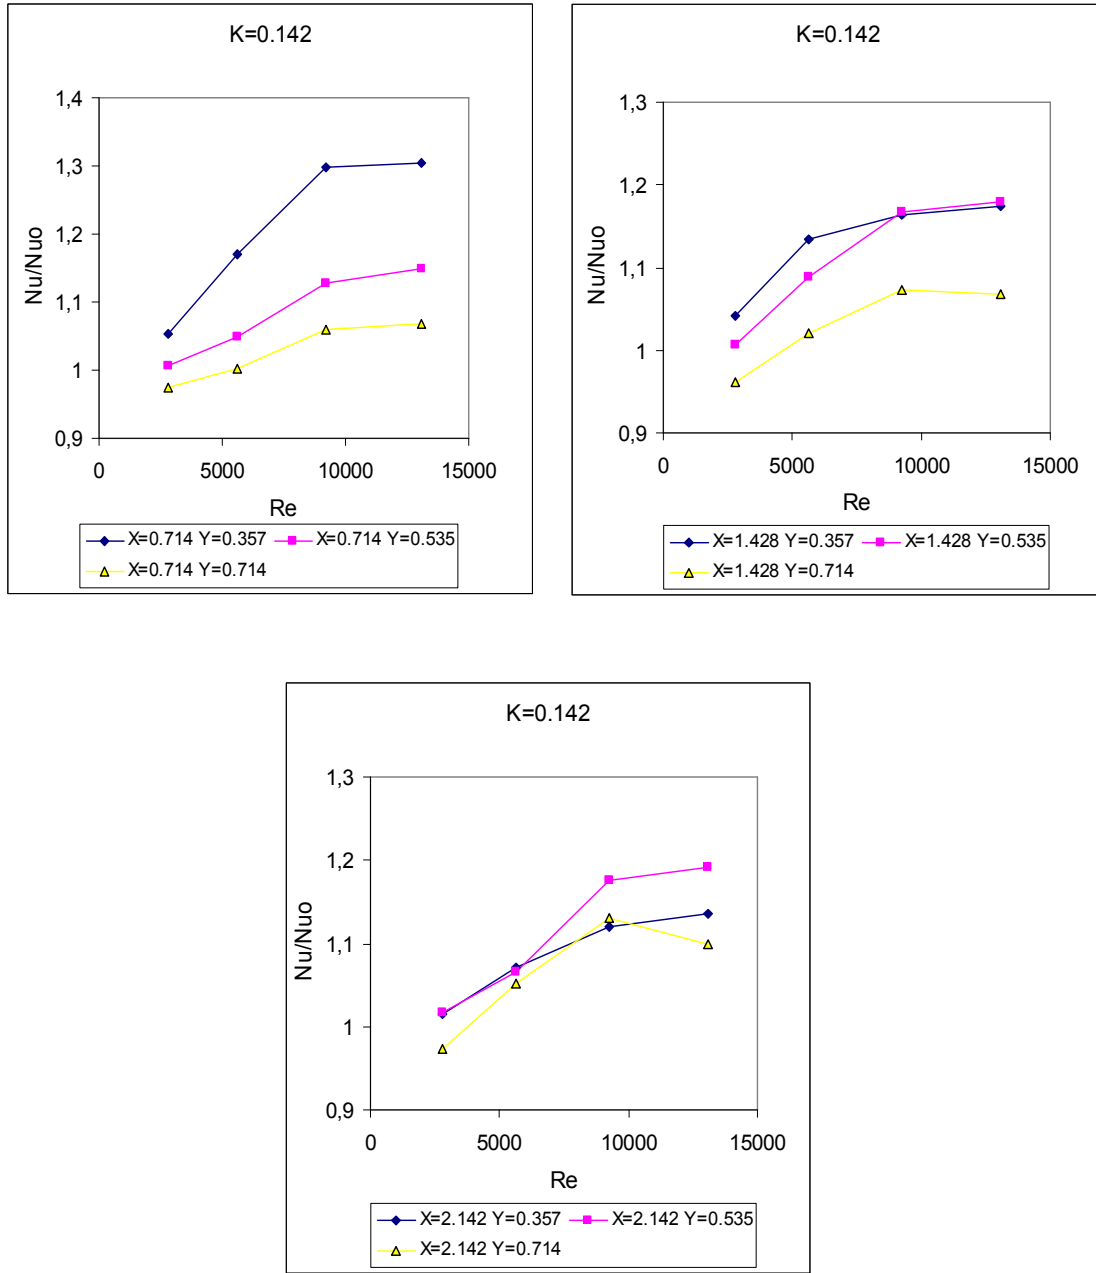 K=0.142
1,4
1,3
1,2
1,1
1
0,9
Nu/Nuo
0 5000 10000 15000
Re
X=0.714 Y=0.357 X=0.714 Y=0.535
X=0.714 Y=0.714
K=0.142
1,3
1,2
1,1
1
0,9
Nu/Nuo
0 5000 10000 15000
Re
X=1.428 Y=0.357 X=1.428 Y=0.535
X=1.428 Y=0.714
K=0.142
1,3
1,2
1,1
1
0,9
Nu/Nuo
0 5000 10000 15000
Re
X=2.142 Y=0.357 X=2.142 Y=0.535
X=2.142 Y=0.714